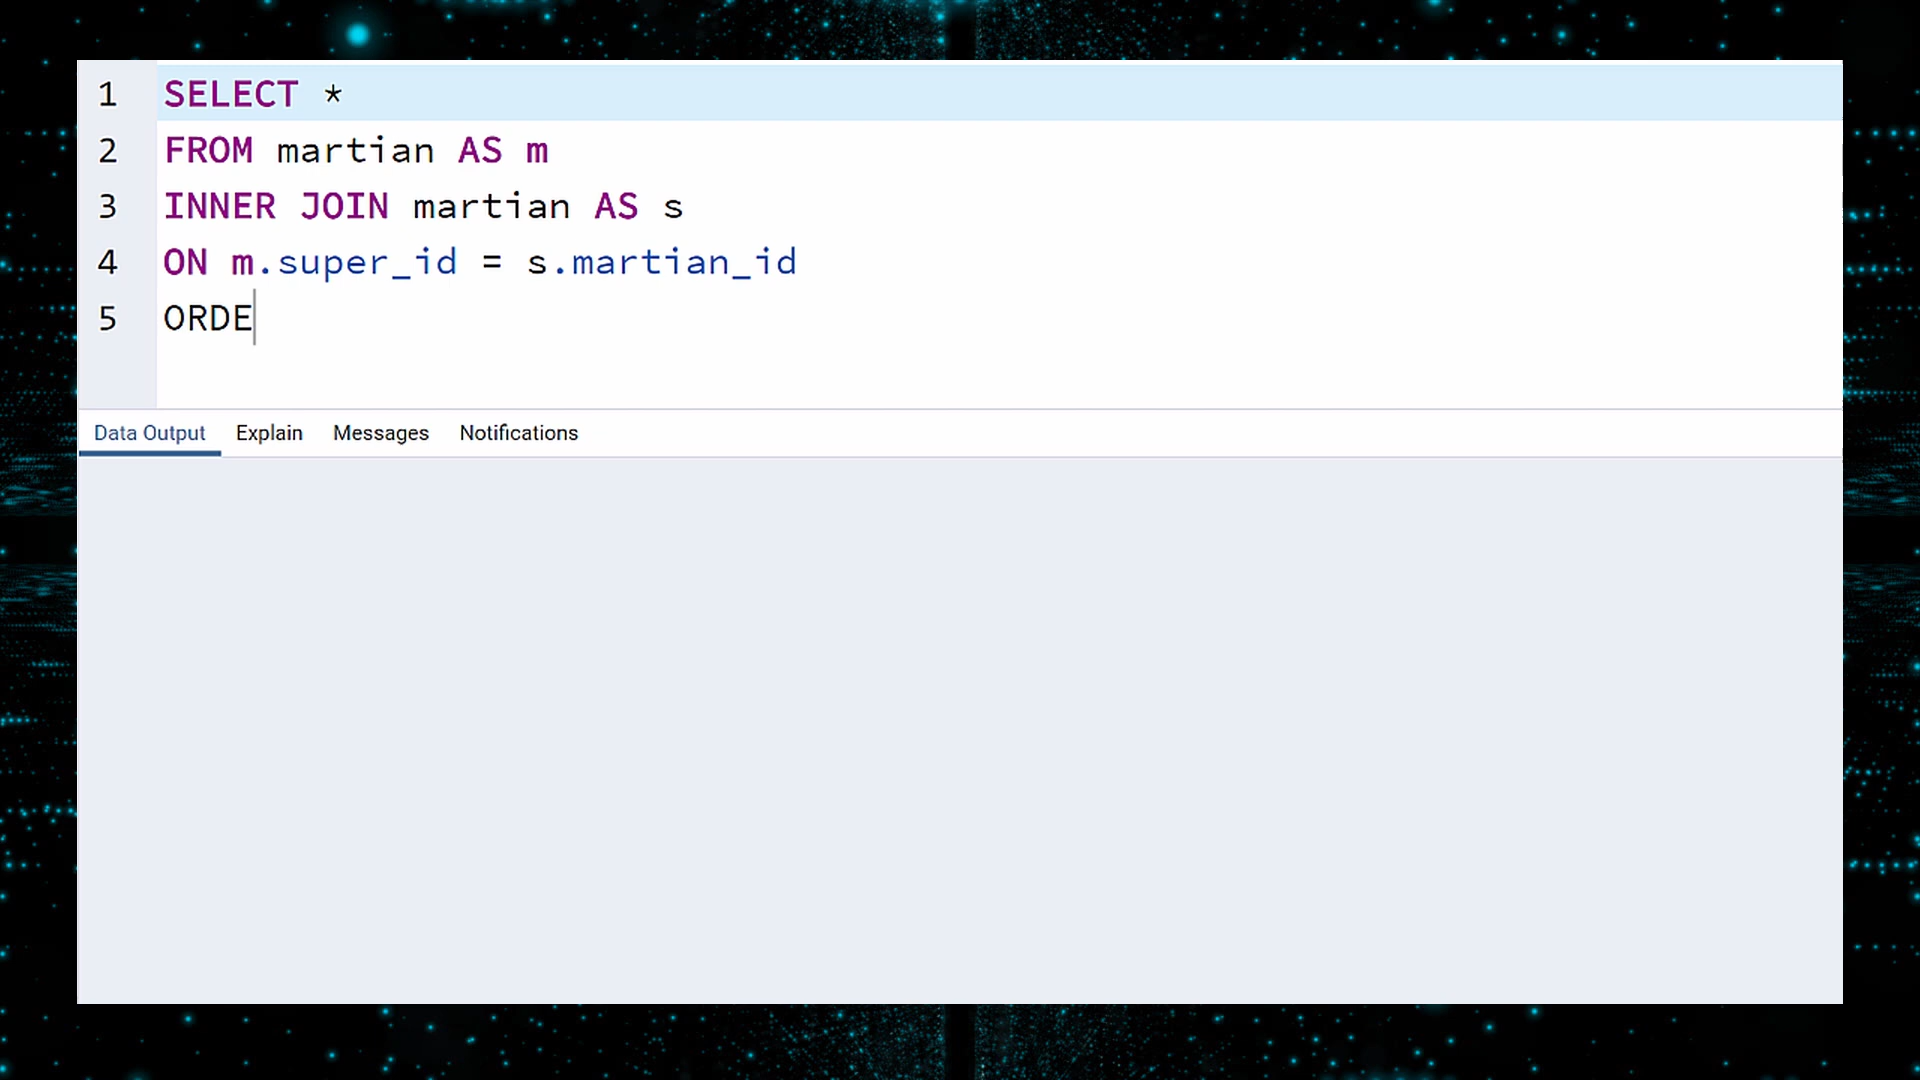 1 SELECT *
2 FROM martian AS m
3 INNER JOIN martian AS s
4 ON m.super_id = s.martian_id
5 ORDE
Data Output Explain Messages Notifications